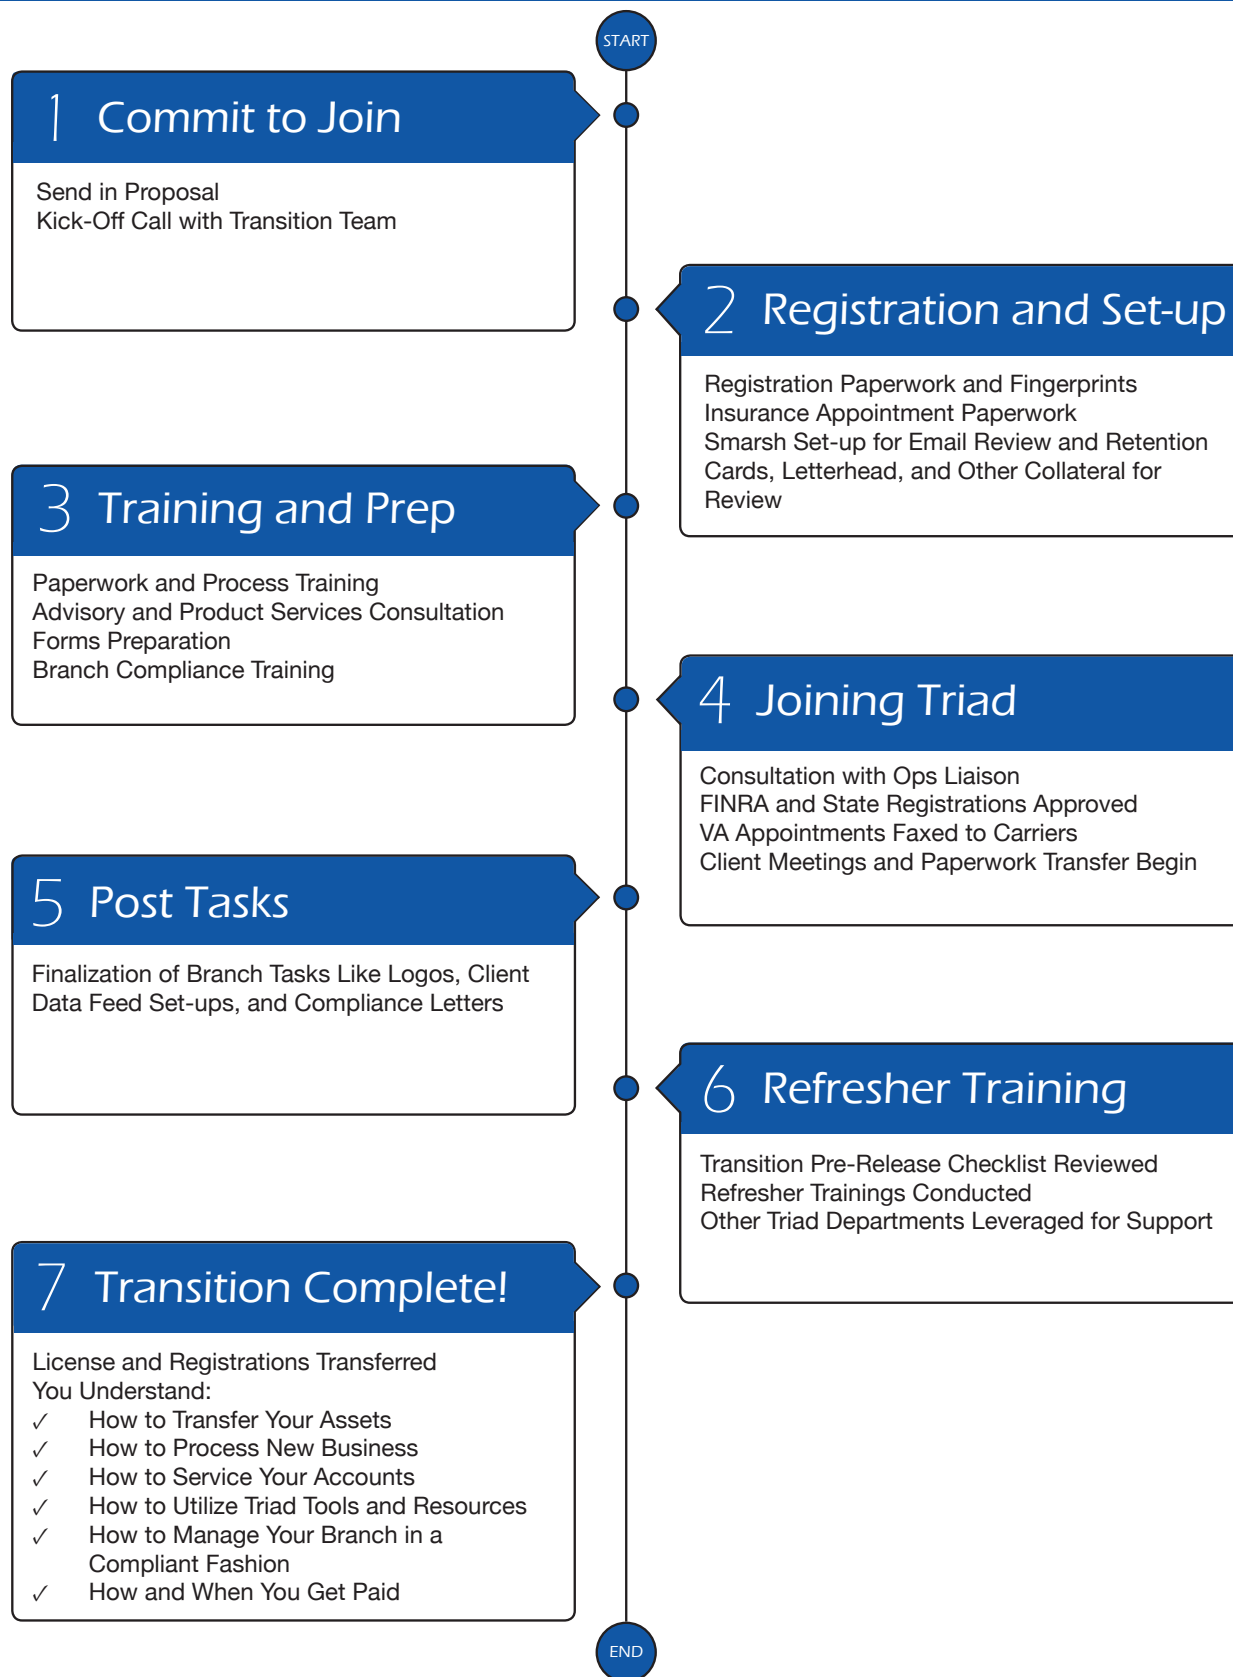 START
1 Commit to Join
Send in Proposal
Kick-Off Call with Transition Team
2 Registration and Set-up
Registration Paperwork and Fingerprints
Insurance Appointment Paperwork
Smarsh Set-up for Email Review and Retention
Cards, Letterhead, and Other Collateral for
Review
3 Training and Prep
Paperwork and Process Training
Advisory and Product Services Consultation
Forms Preparation
Branch Compliance Training
4 Joining Triad
Consultation with Ops Liaison
FINRA and State Registrations Approved
VA Appointments Faxed to Carriers
Client Meetings and Paperwork Transfer Begin
5 Post Tasks
Finalization of Branch Tasks Like Logos, Client
Data Feed Set-ups, and Compliance Letters
6 Refresher Training
Transition Pre-Release Checklist Reviewed
Refresher Trainings Conducted
Other Triad Departments Leveraged for Support
7 Transition Complete!
License and Registrations Transferred
You Understand:
✓ How to Transfer Your Assets
✓ How to Process New Business
✓ How to Service Your Accounts
✓ How to Utilize Triad Tools and Resources
✓ How to Manage Your Branch in a
Compliant Fashion
✓ How and When You Get Paid
END